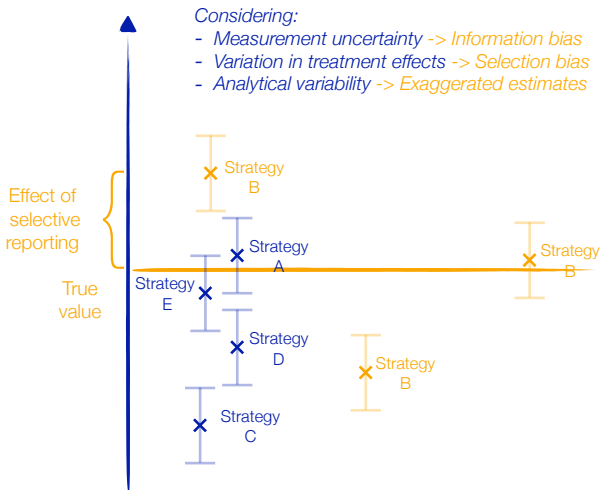 Considering:
- Measurement uncertainty -> Information bias
- Variation in treatment effects -> Selection bias
- Analytical variability -> Exaggerated estimates
Strategy
B
Effect of
selective
reporting
Strategy
A
Strategy
B
True
value
Strategy
E
Strategy
D
Strategy
B
Strategy
C